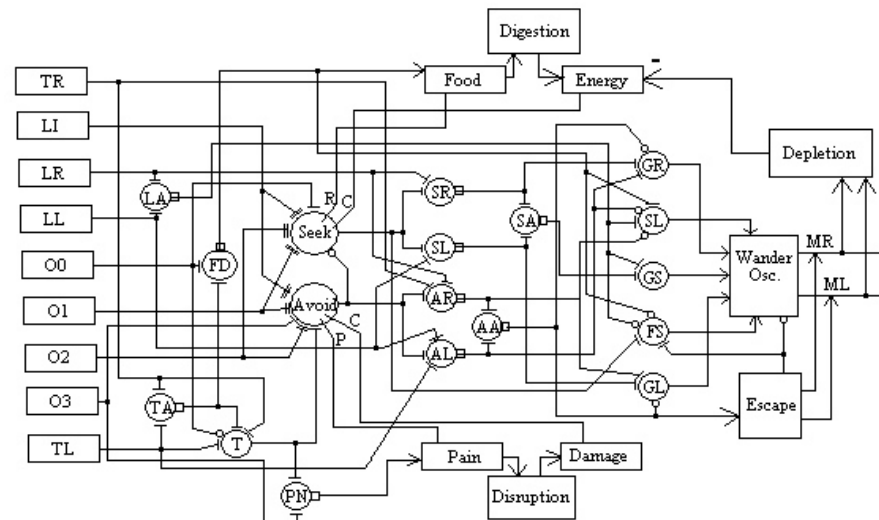 Digestion
-
TR
Food
Energy
LI
Depletion
GR
LR
LA
R C
SR
SA
SL
MR
LL
Seek
Wander
Osc.
O0
FD
SL
GS
ML
Avoid
AR
O1
C
AA
FS
O2
P
AL
GL
O3
TA
Escape
TL
T
Pain
Damage
PN
Disruption